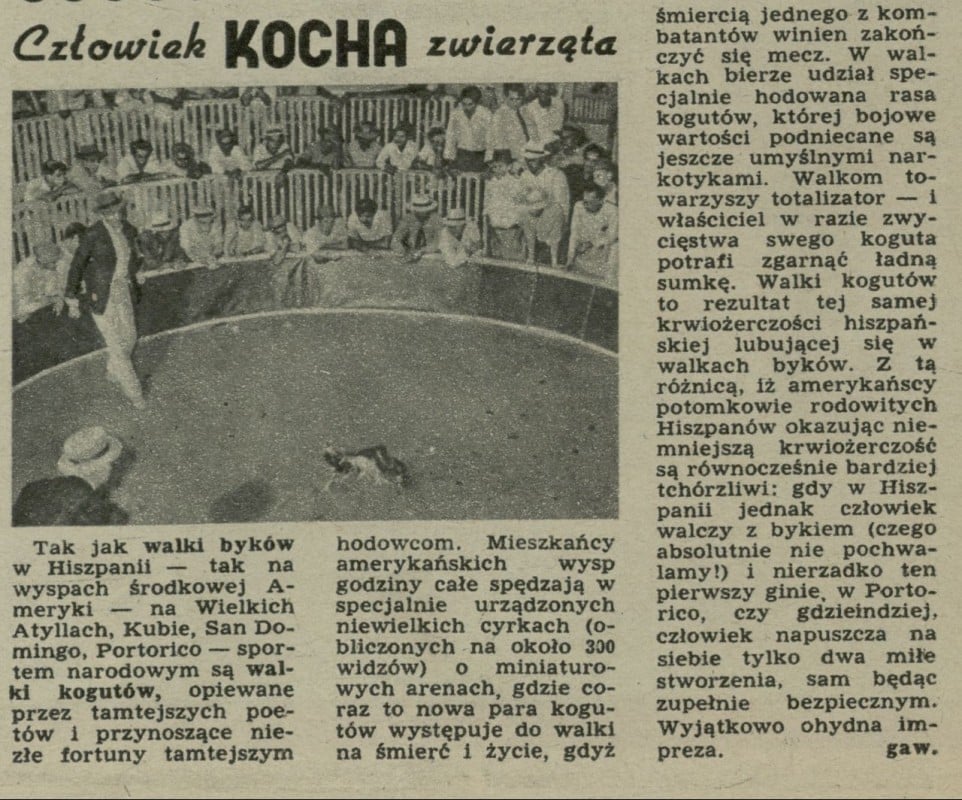 Człowiek KOCHA zwierzęta
Tak jak walki byków
w Hiszpanii — tak na
wyspach środkowej A-
meryki — na Wielkich
Atyllach, Kubie, San Do-
mingo, Portorico — spor-
tem narodowym są wal-
ki kogutów, opiewane
przez tamtejszych poe-
tów i przynoszące nie-
złe fortuny tamtejszym
hodowcom. Mieszkańcy
amerykańskich wysp
godziny całe spędzają w
specjalnie urządzonych
niewielkich cyrkach (o-
bliczonych na około 300
widzów) o miniaturo-
wych arenach, gdzie co-
raz to nowa para kogu-
tów występuje do walki
na śmierć i życie, gdyż
śmiercią jednego z kom-
batantów winien zakoń-
czyć się mecz. W wal-
kach bierze udział spe-
cjalnie hodowana rasa
kogutów, której bojowe
wartości podniecane są
jeszcze umyślnymi nar-
kotykami. Walkom to-
warzyszy totalizator — i
właściciel w razie zwy-
cięstwa swego koguta
potrafi zgarnąć ładną
sumkę. Walki kogutów
to rezultat tej samej
krwiożerczości hiszpań-
skiej lubującej się w
walkach byków. Z tą
różnicą, iż amerykańscy
potomkowie rodowitych
Hiszpanów okazując nie-
mniejszą krwiożerczość
są równocześnie bardziej
tchórzliwi: gdy w Hisz-
panii jednak człowiek
walczy z bykiem (czego
absolutnie nie pochwa-
lamy!) i nierzadko ten
pierwszy ginie, w Porto-
rico, czy gdzieindziej,
człowiek napuszcza na
siebie tylko dwa miłe
stworzenia, sam będąc
zupełnie bezpiecznym.
Wyjątkowo ohydna im-
preza. gaw.